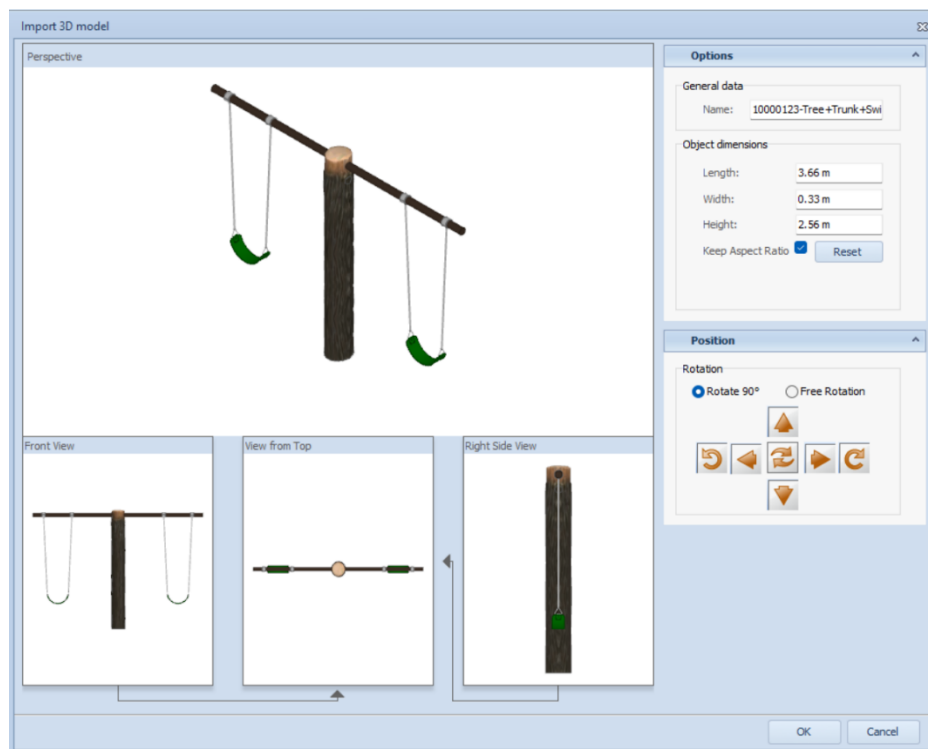 Import 3D model
Perspective
Options
General data
Name: 10000123-Tree+Trunk+Swi
Object dimensions
Length: 3.66 m
Width: 0.33 m
Height: 2.56 m
Keep Aspect Ratio Reset
Position
Rotation
Rotate 90° Free Rotation
Front View
View from Top
Right Side View
OK Cancel